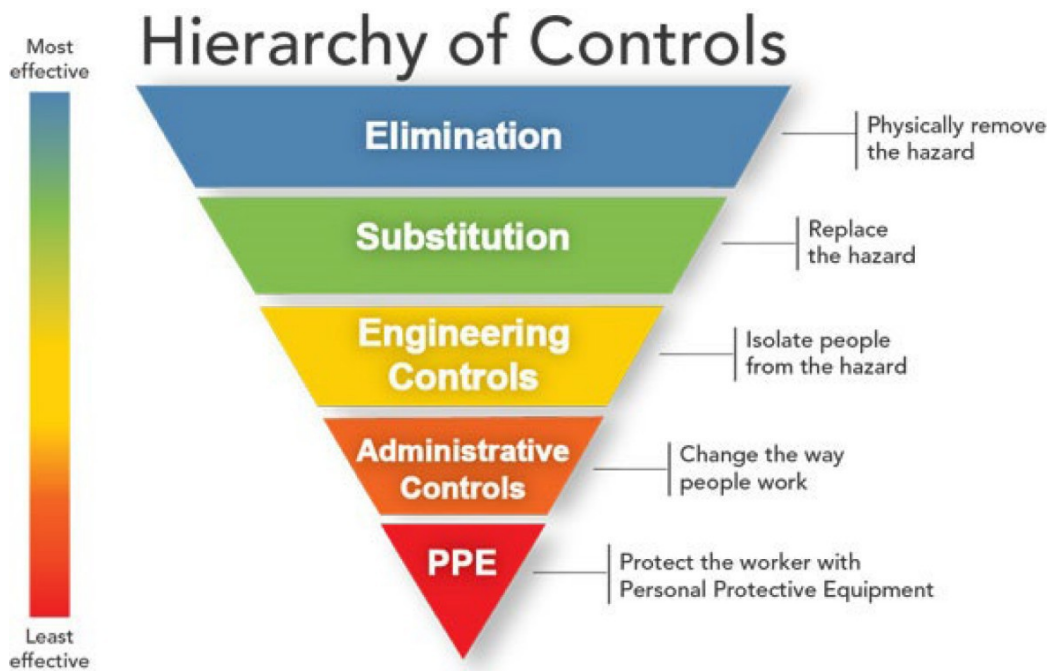 Hierarchy of Controls
Most
effective
Elimination
Physically remove
the hazard
Substitution
Replace
the hazard
Engineering
Controls
Isolate people
from the hazard
Administrative
Controls
Change the way
people work
PPE
Protect the worker with
Personal Protective Equipment
Least
effective